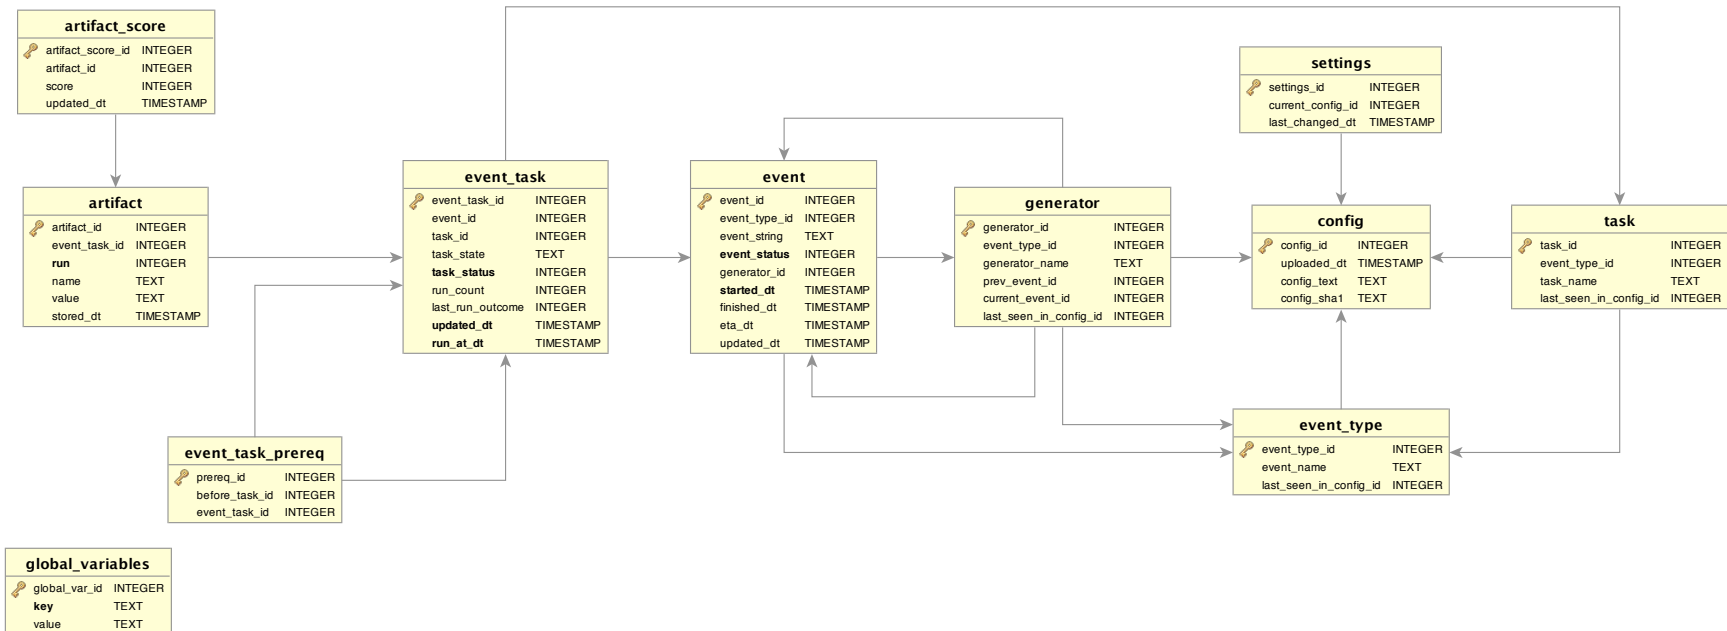 artifact_score
artifact_score_id INTEGER
artifact_id INTEGER
score INTEGER
updated_dt TIMESTAMP
artifact
artifact_id INTEGER
event_task_id INTEGER
run INTEGER
name TEXT
value TEXT
stored_dt TIMESTAMP
event_task
event_task_id INTEGER
event_id INTEGER
task_id INTEGER
task_state TEXT
task_status INTEGER
run_count INTEGER
last_run_outcome INTEGER
updated_dt TIMESTAMP
run_at_dt TIMESTAMP
event_task_prereq
prereq_id INTEGER
before_task_id INTEGER
event_task_id INTEGER
global_variables
global_var_id INTEGER
key TEXT
value TEXT
event
event_id INTEGER
event_type_id INTEGER
event_string TEXT
event_status INTEGER
generator_id INTEGER
started_dt TIMESTAMP
finished_dt TIMESTAMP
eta_dt TIMESTAMP
updated_dt TIMESTAMP
generator
generator_id INTEGER
event_type_id INTEGER
generator_name TEXT
prev_event_id INTEGER
current_event_id INTEGER
last_seen_in_config_id INTEGER
settings
settings_id INTEGER
current_config_id INTEGER
last_changed_dt TIMESTAMP
config
config_id INTEGER
uploaded_dt TIMESTAMP
config_text TEXT
config_sha1 TEXT
event_type
event_type_id INTEGER
event_name TEXT
last_seen_in_config_id INTEGER
task
task_id INTEGER
event_type_id INTEGER
task_name TEXT
last_seen_in_config_id INTEGER